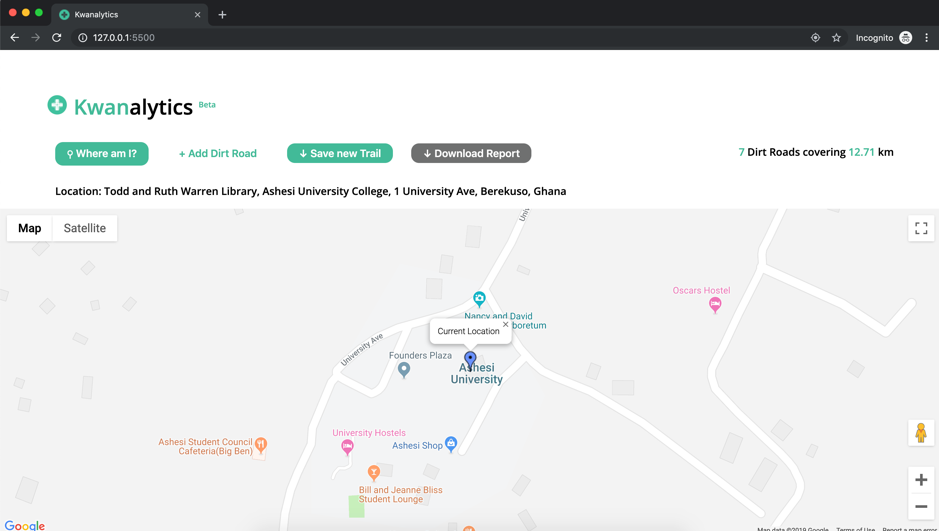 Kwanalytics
127.0.0.1:5500
Incognito
Kwanalytics Beta
Where am I?
+ Add Dirt Road
↓ Save new Trail
↓ Download Report
7 Dirt Roads covering 12.71 km
Location: Todd and Ruth Warren Library, Ashesi University College, 1 University Ave, Berekuso, Ghana
Map
Satellite
Oscars Hostel
Nancy and David
boretum
Current Location
University Ave
Founders Plaza
Ashesi
University
University Hostels
Ashesi Student Council
Cafeteria(Big Ben)
Ashesi Shop
Bill and Jeanne Bliss
Student Lounge
Google
Map data ©2019 Google
Terms of Use
Report a map error